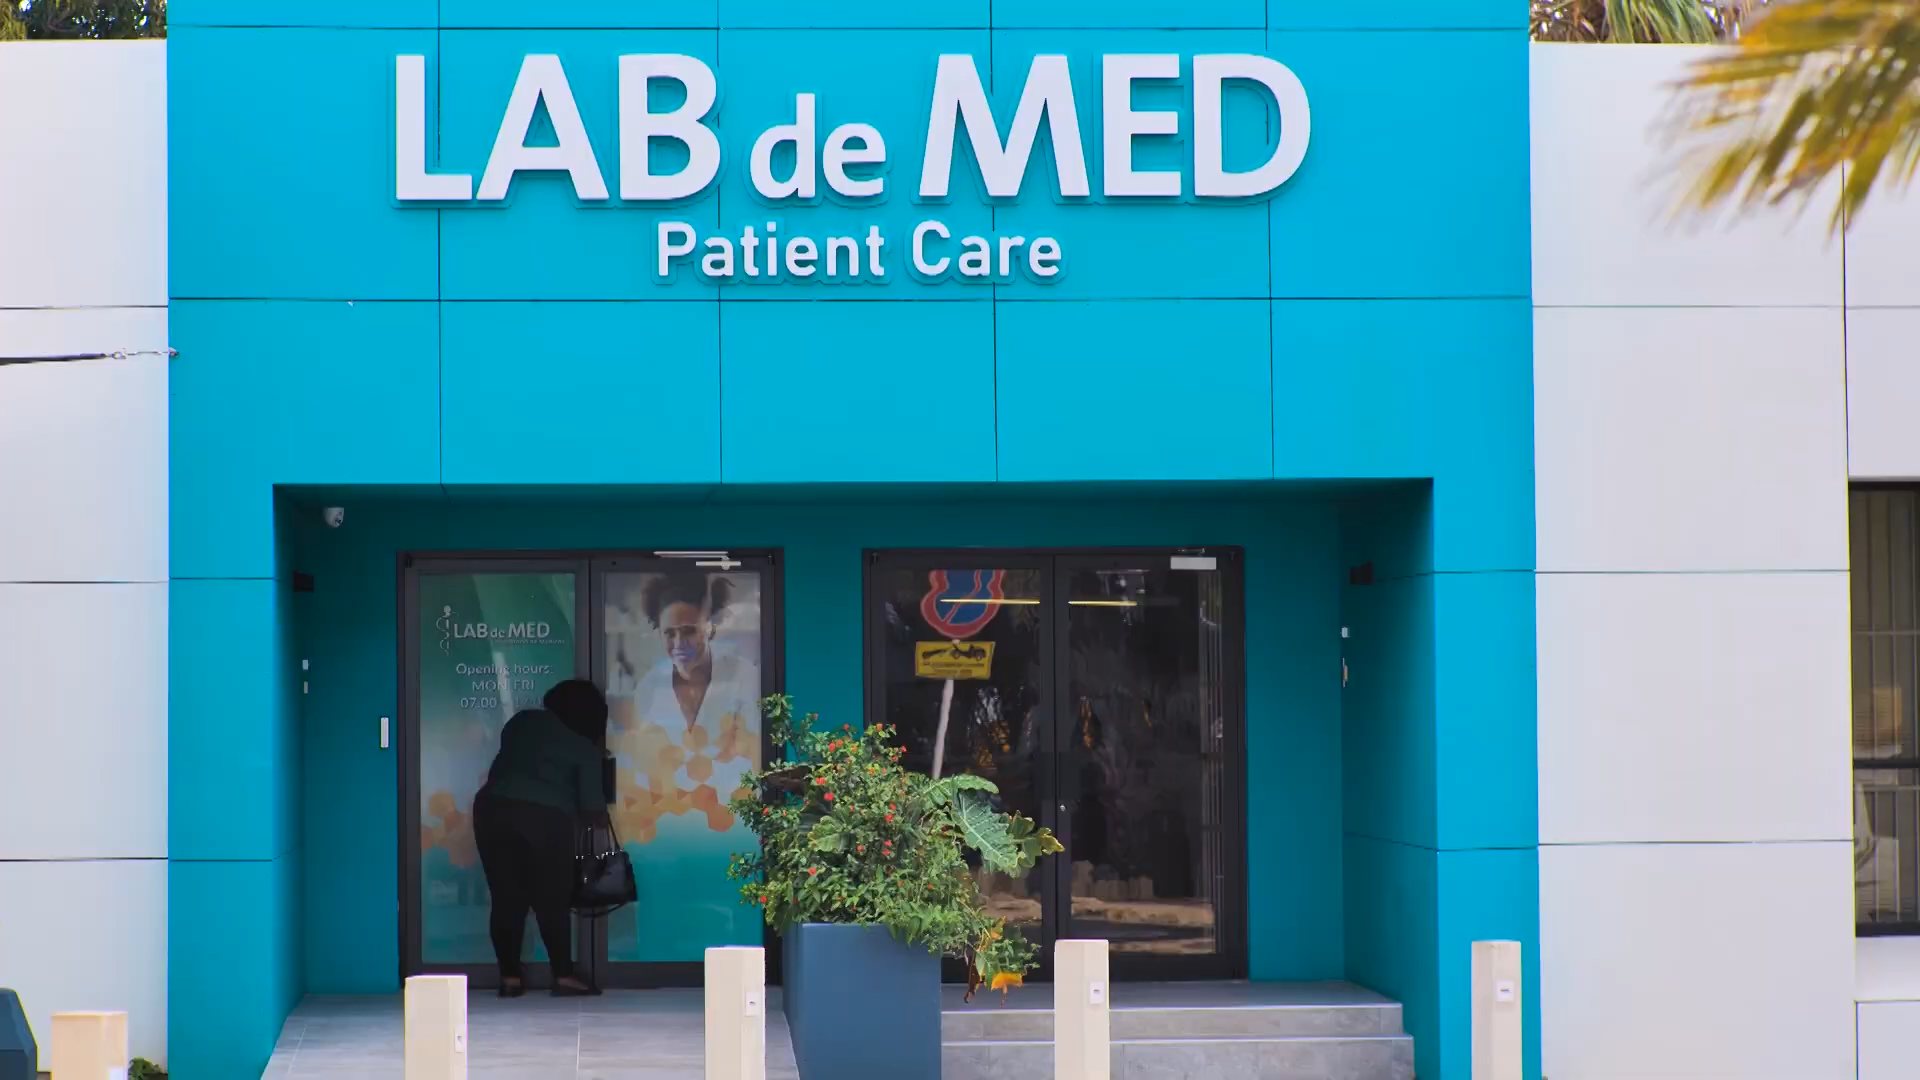 LAB de MED
Patient Care
LAB de MED
Opening hours:
MON FRI
07:00